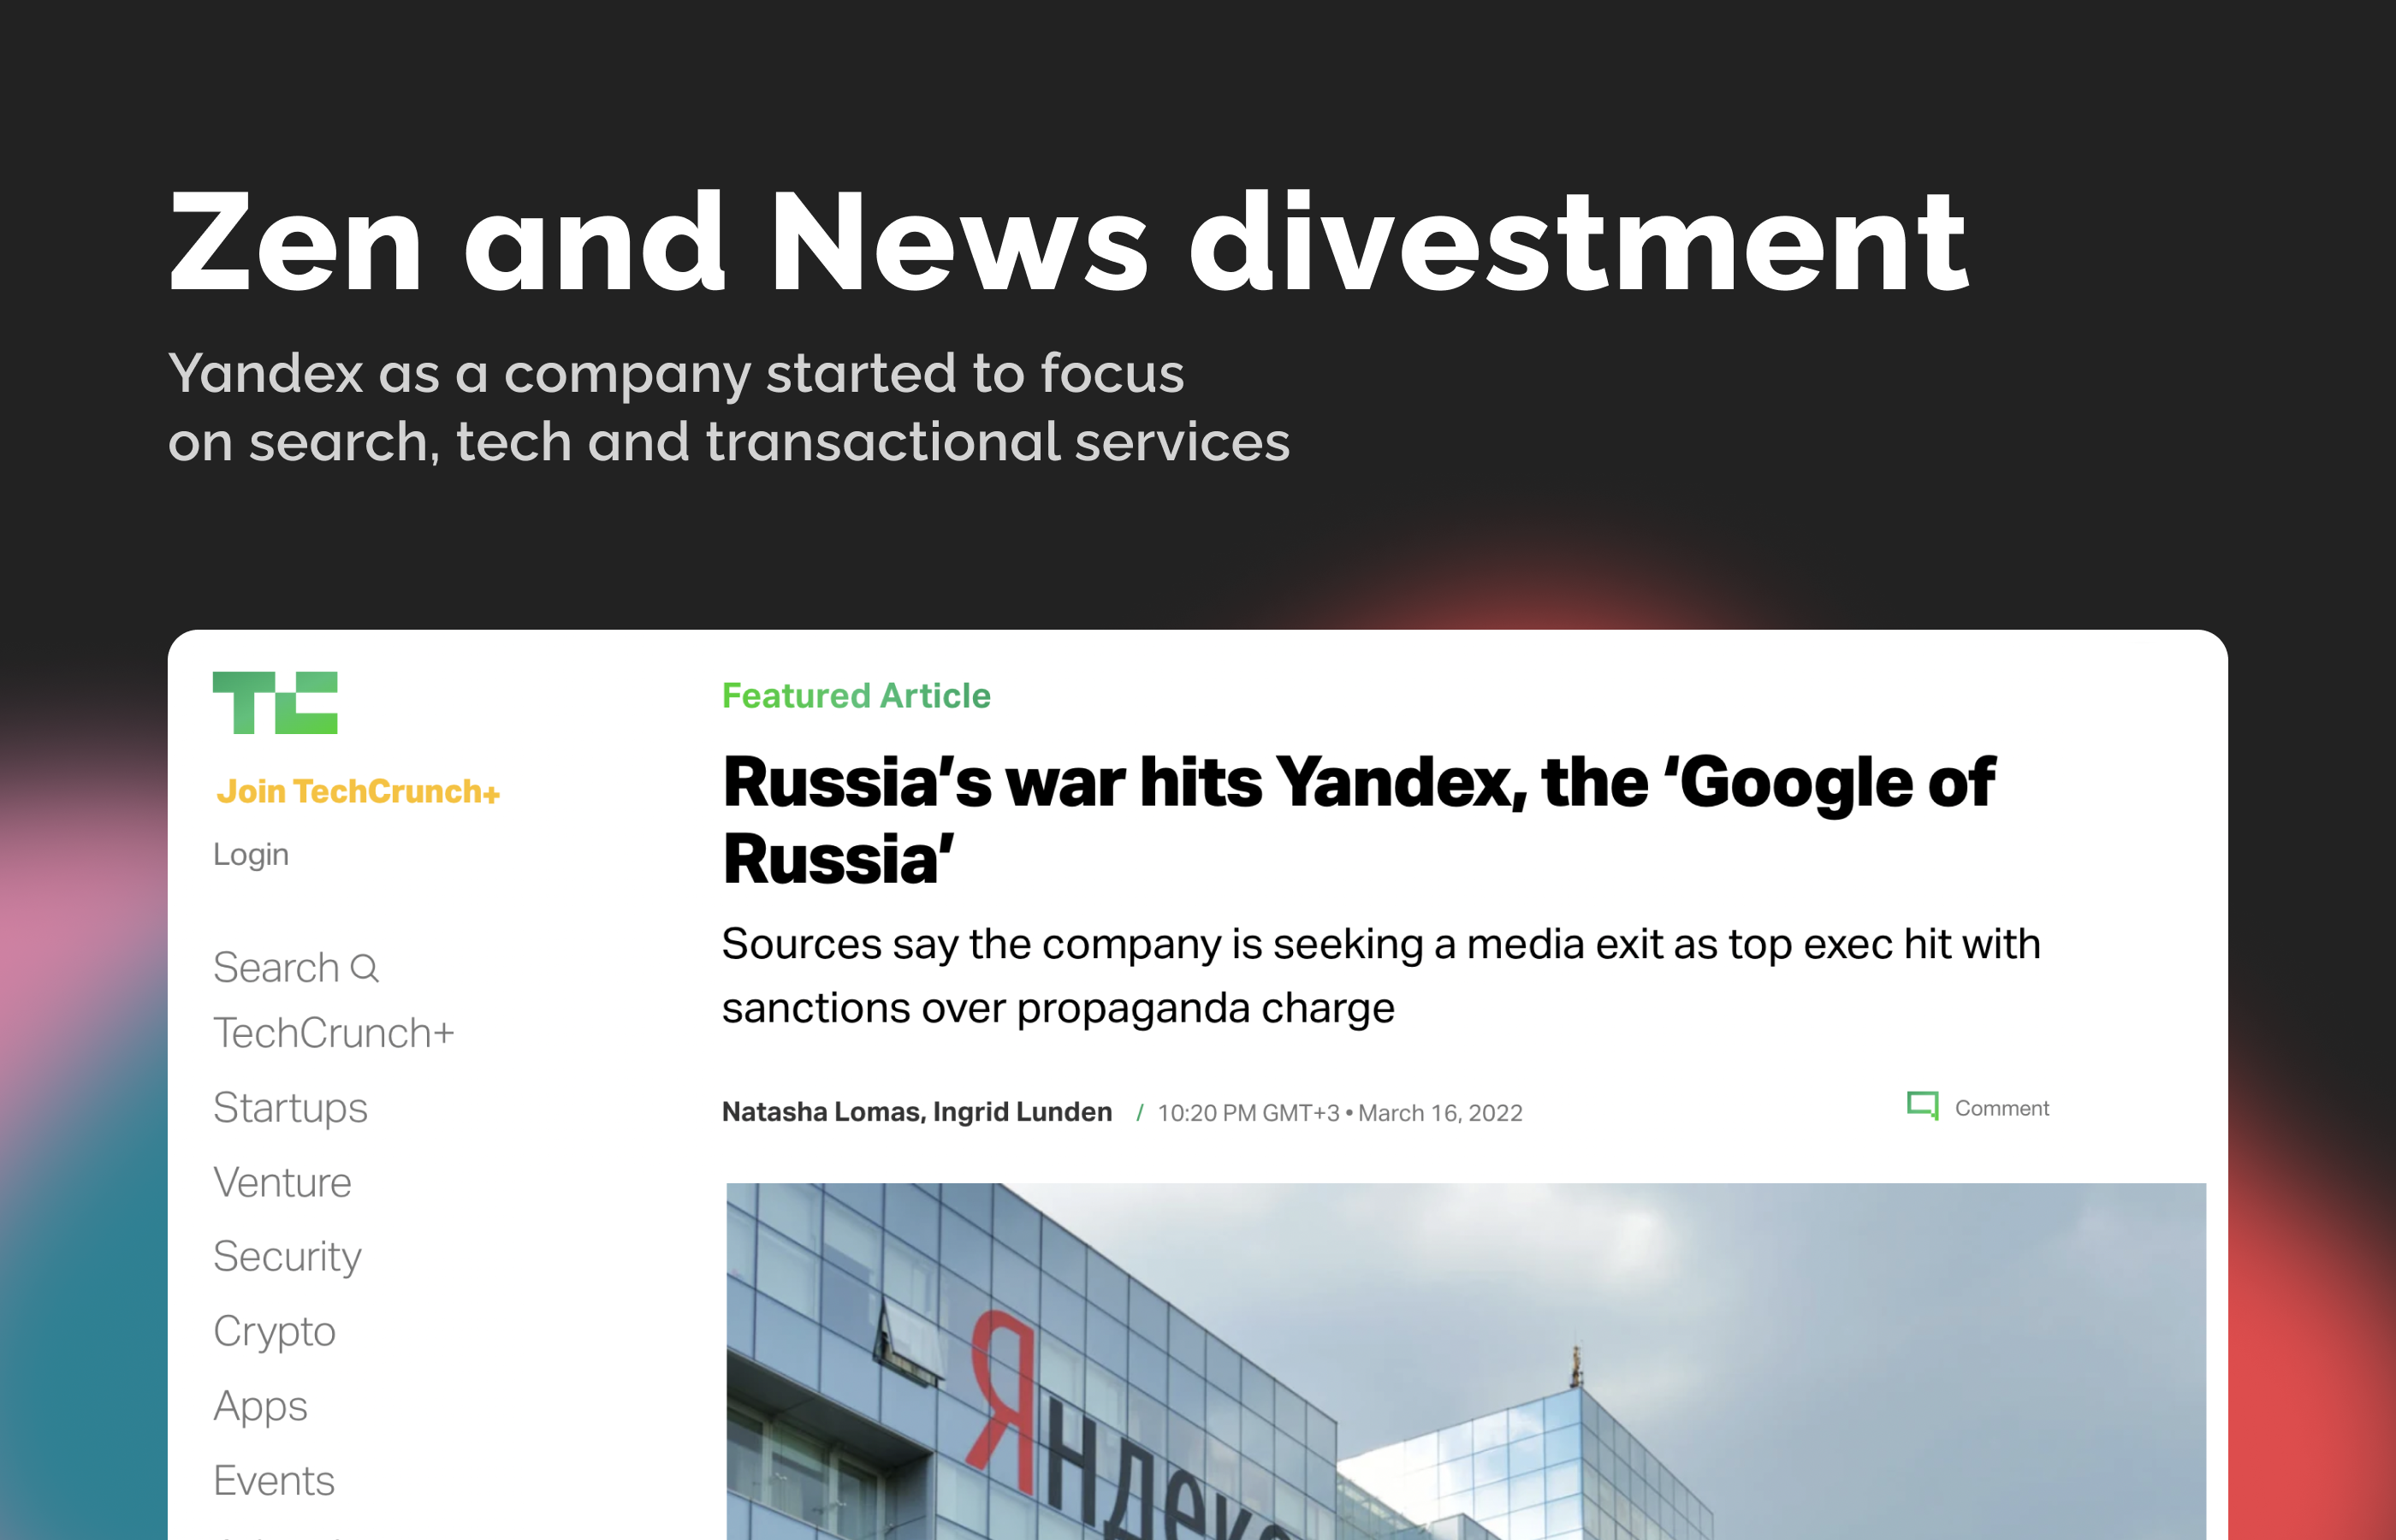 Zen and News divestment
Yandex as a company started to focus
on search, tech and transactional services
TC
Join TechCrunch+
Login
Search
TechCrunch+
Startups
Venture
Security
Crypto
Apps
Events
Featured Article
Russia’s war hits Yandex, the ‘Google of
Russia’
Sources say the company is seeking a media exit as top exec hit with
sanctions over propaganda charge
Natasha Lomas, Ingrid Lunden / 10:20 PM GMT+3 • March 16, 2022
Comment
Яндекс